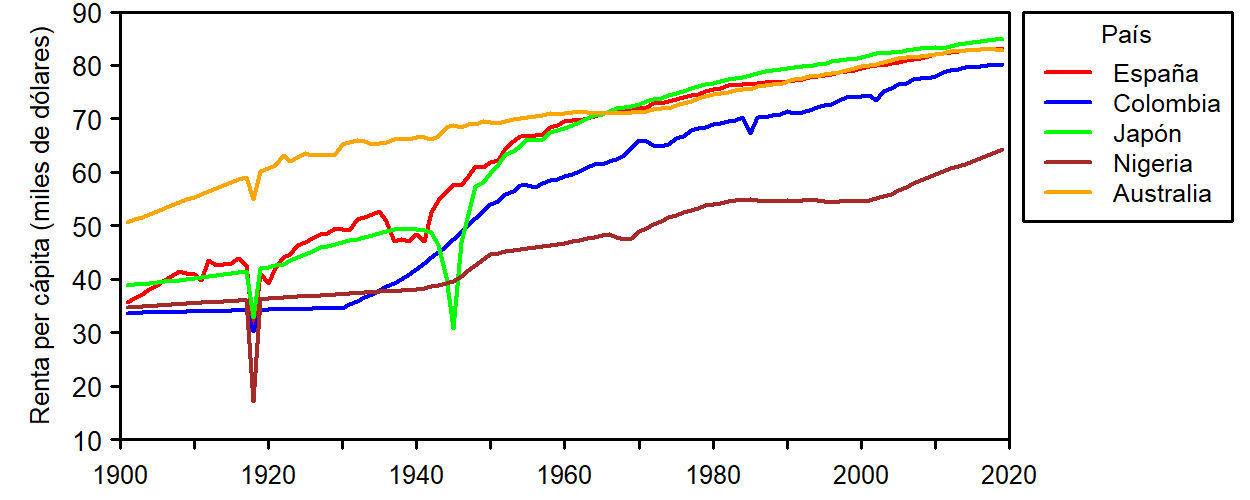 Renta per cápita (miles de dólares)
90
80
70
60
50
40
30
20
10
1900
1920
1940
1960
1980
2000
2020
País
España
Colombia
Japón
Nigeria
Australia